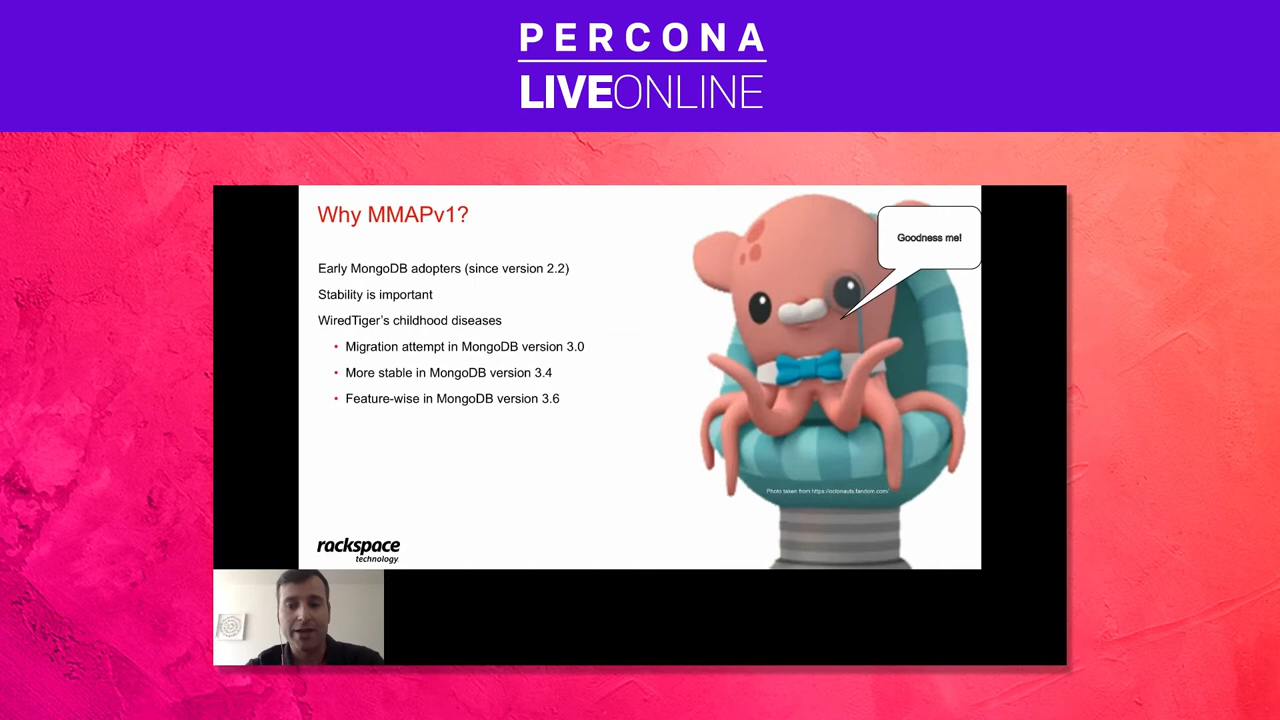 PERCONA
LIVEONLINE
Why MMAPv1?
Goodness me!
Early MongoDB adopters (since version 2.2)
Stability is important
WiredTiger's childhood diseases
• Migration attempt in MongoDB version 3.0
• More stable in MongoDB version 3.4
• Feature-wise in MongoDB version 3.6
Photo taken from https://octonauts.fandom.com/
rackspace
technology